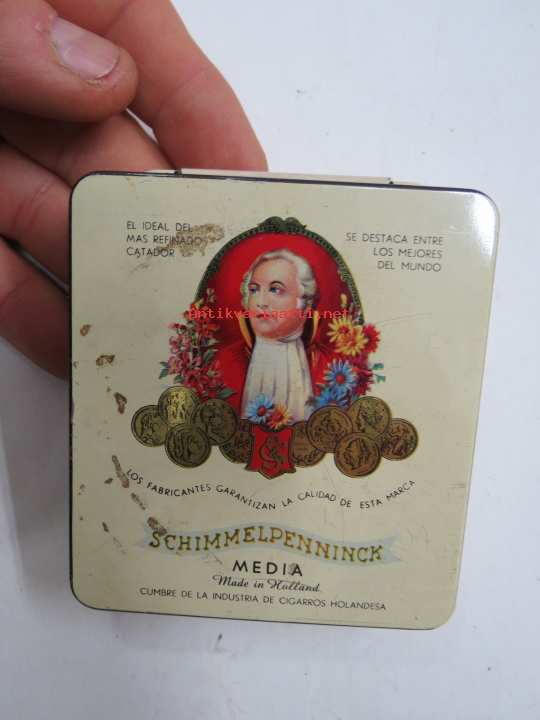 EL IDEAL DEL
MAS REFINADO
CATADOR
SE DESTACA ENTRE
LOS MEJORES
DEL MUNDO
Antikvariaatti.net
LOS FABRICANTES GARANTIZAN LA CALIDAD DE ESTA MARCA
SCHIMMELPENNINCK
MEDIA
Made in Holland
CUMBRE DE LA INDUSTRIA DE CIGARROS HOLANDESA